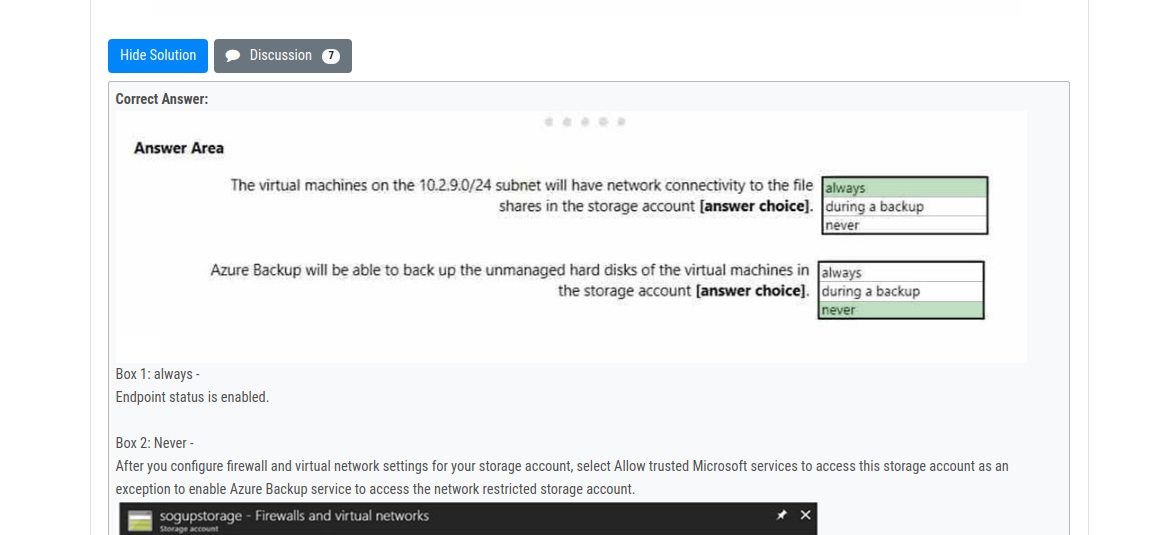 Hide Solution
Discussion 7
Correct Answer:
Answer Area
The virtual machines on the 10.2.9.0/24 subnet will have network connectivity to the file
shares in the storage account [answer choice].
always
during a backup
never
Azure Backup will be able to back up the unmanaged hard disks of the virtual machines in
the storage account [answer choice].
always
during a backup
never
Box 1: always -
Endpoint status is enabled.
Box 2: Never -
After you configure firewall and virtual network settings for your storage account, select Allow trusted Microsoft services to access this storage account as an
exception to enable Azure Backup service to access the network restricted storage account.
sogupstorage - Firewalls and virtual networks
Storage account